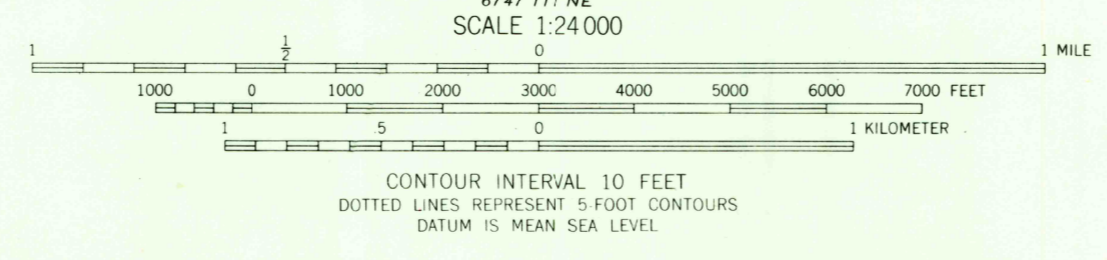 SCALE 1:24 000
1 1/2 0 1 MILE
1000 0 1000 2000 3000 4000 5000 6000 7000 FEET
1 .5 0 1 KILOMETER
CONTOUR INTERVAL 10 FEET
DOTTED LINES REPRESENT 5-FOOT CONTOURS
DATUM IS MEAN SEA LEVEL